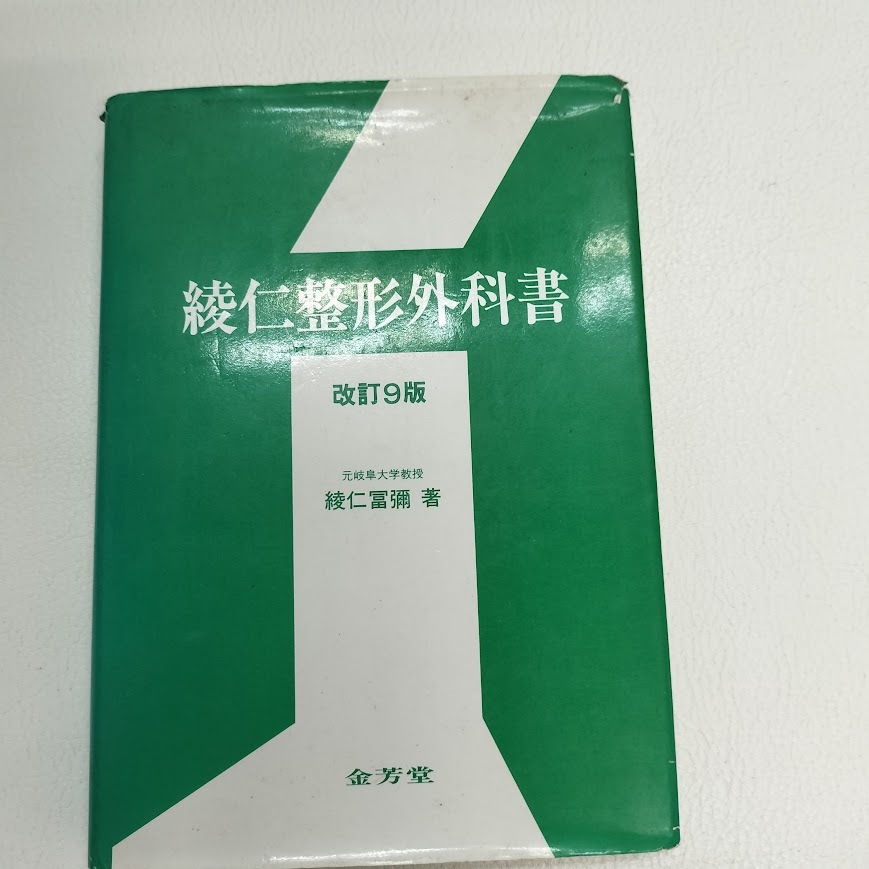 綾仁整形外科書
改訂9版
元岐阜大学教授
綾仁冨彌 著
金芳堂